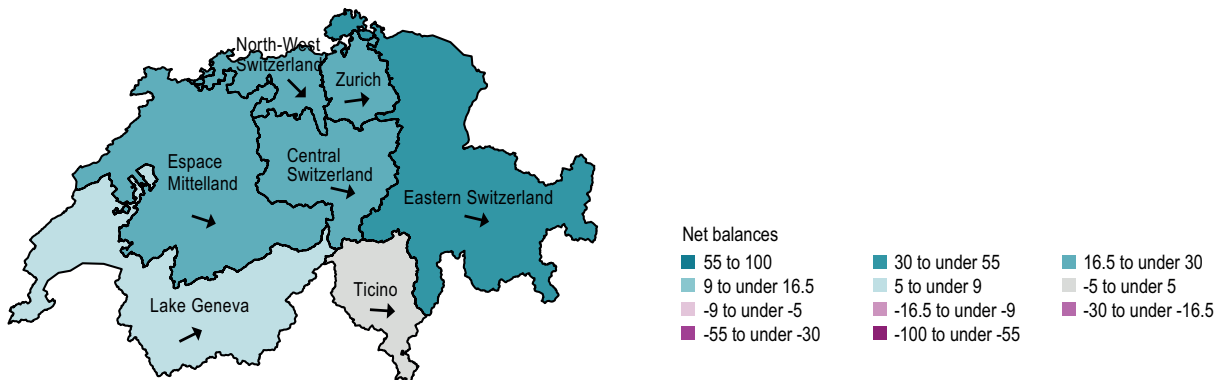 North-West
Switzerland
Zurich
Espace
Mittelland
Central
Switzerland
Eastern Switzerland
Lake Geneva
Ticino
Net balances
55 to 100
30 to under 55
16.5 to under 30
9 to under 16.5
5 to under 9
-5 to under 5
-9 to under -5
-16.5 to under -9
-30 to under -16.5
-55 to under -30
-100 to under -55